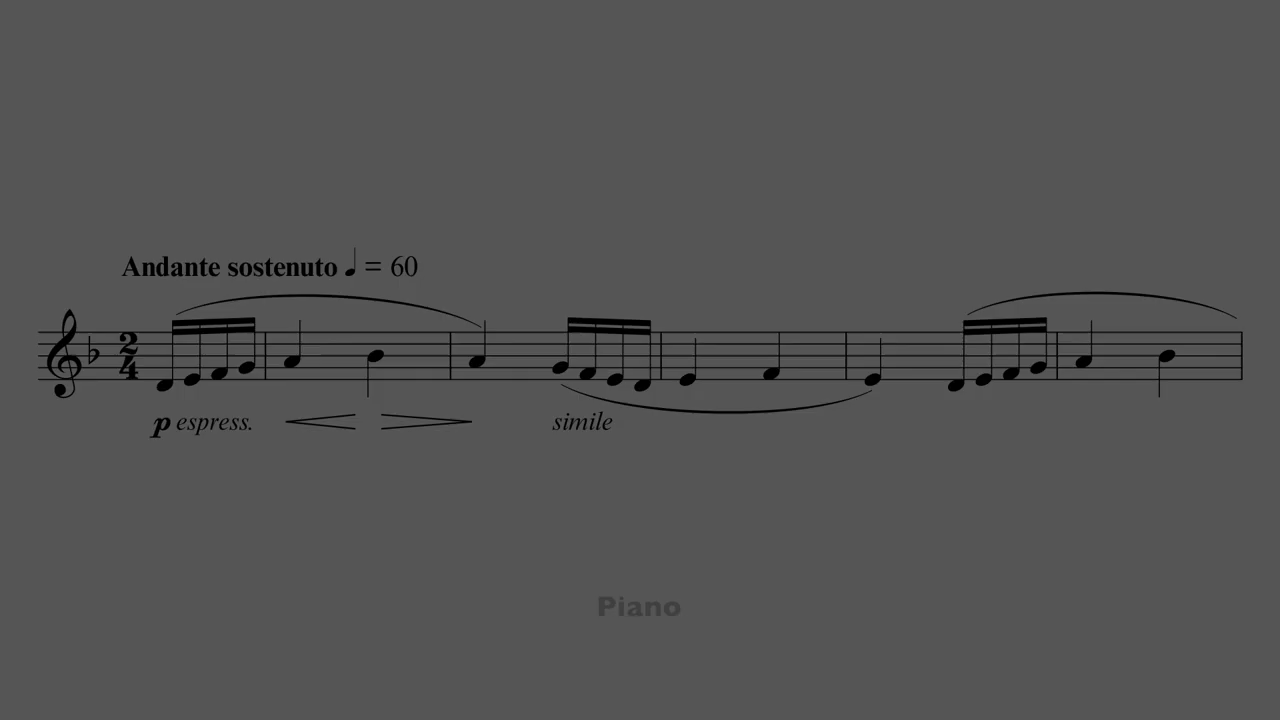 Andante sostenuto ♩ = 60
2
4
p espress.
simile
Piano